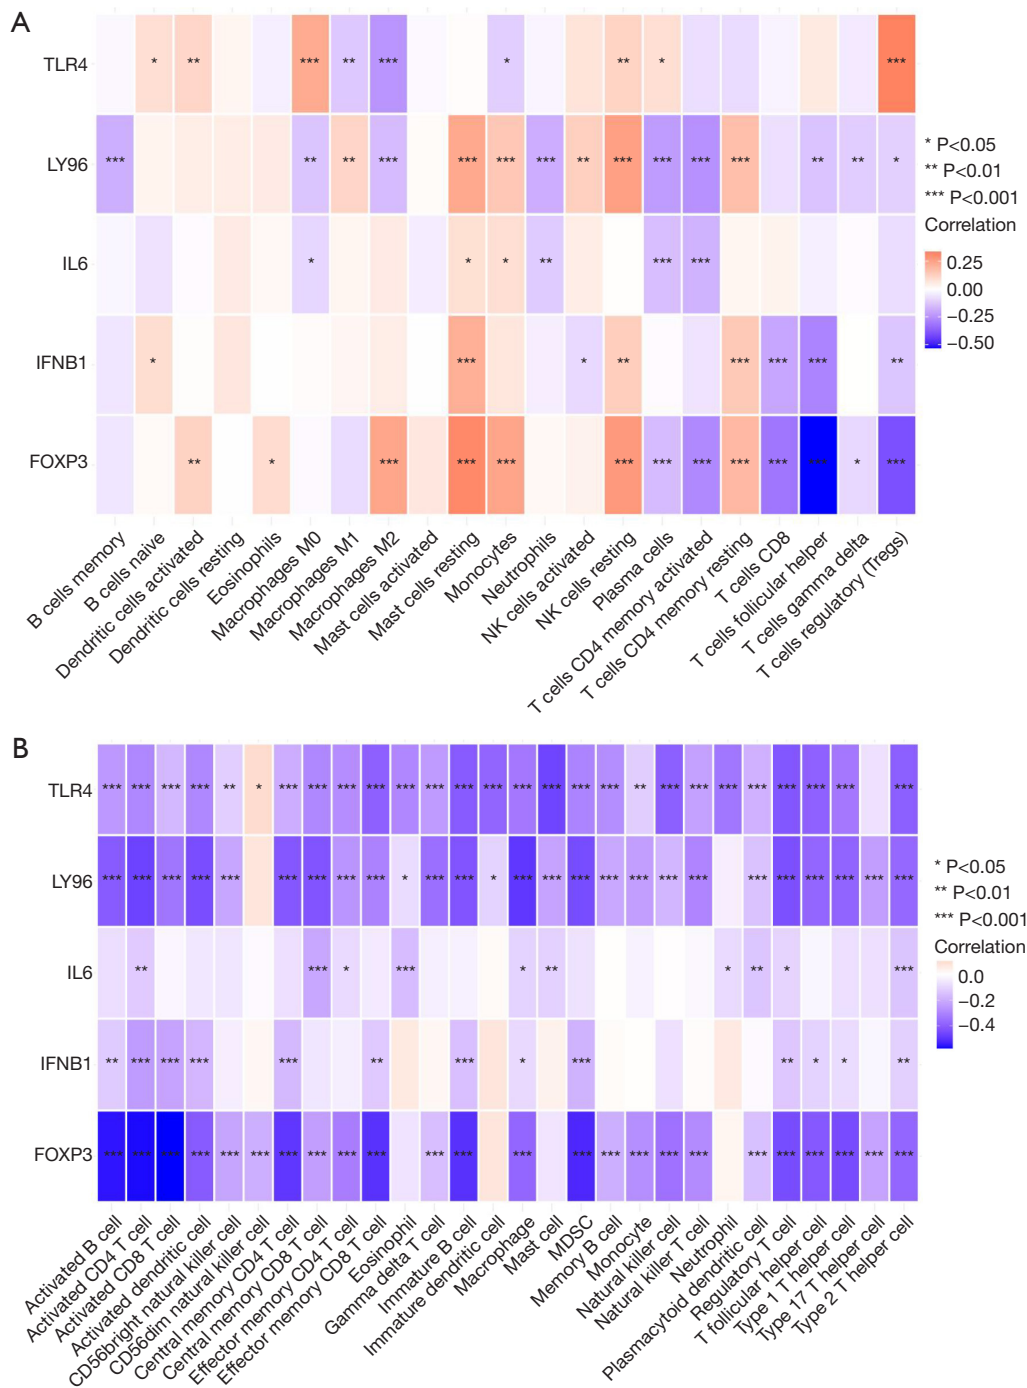 A
TLR4 * ** *** ** *** * ** * ***
LY96 *** ** ** *** *** *** *** ** *** *** *** *** ** ** *
IL6 * * * ** *** ***
IFNB1 * *** * ** *** *** *** **
FOXP3 ** * *** *** *** *** *** *** *** *** *** * ***
* P<0.05
** P<0.01
*** P<0.001
Correlation
0.25
0.00
−0.25
−0.50
B cells memory
B cells naive
Dendritic cells activated
Dendritic cells resting
Eosinophils
Macrophages M0
Macrophages M1
Macrophages M2
Mast cells activated
Mast cells resting
Monocytes
Neutrophils
NK cells activated
NK cells resting
Plasma cells
T cells CD4 memory activated
T cells CD4 memory resting
T cells CD8
T cells follicular helper
T cells gamma delta
T cells regulatory (Tregs)
B
TLR4 *** *** *** *** ** * *** *** *** *** *** *** *** *** *** *** *** *** ** *** *** *** *** *** *** *** ***
LY96 *** *** *** *** *** *** *** *** *** * *** *** * *** *** *** *** *** *** *** *** *** *** *** *** ***
IL6 ** *** * *** * ** * ** * ***
IFNB1 ** *** *** *** *** ** *** * *** ** * * **
FOXP3 *** *** *** *** *** *** *** *** *** *** *** *** *** *** *** *** *** *** *** *** *** *** *** ***
* P<0.05
** P<0.01
*** P<0.001
Correlation
0.0
−0.2
−0.4
Activated B cell
Activated CD4 T cell
Activated CD8 T cell
Activated dendritic cell
CD56bright natural killer cell
CD56dim natural killer cell
Central memory CD4 T cell
Central memory CD8 T cell
Effector memory CD4 T cell
Effector memory CD8 T cell
Eosinophil
Gamma delta T cell
Immature B cell
Immature dendritic cell
Macrophage
Mast cell
MDSC
Memory B cell
Monocyte
Natural killer cell
Natural killer T cell
Neutrophil
Plasmacytoid dendritic cell
Regulatory T cell
T follicular helper cell
Type 1 T helper cell
Type 17 T helper cell
Type 2 T helper cell